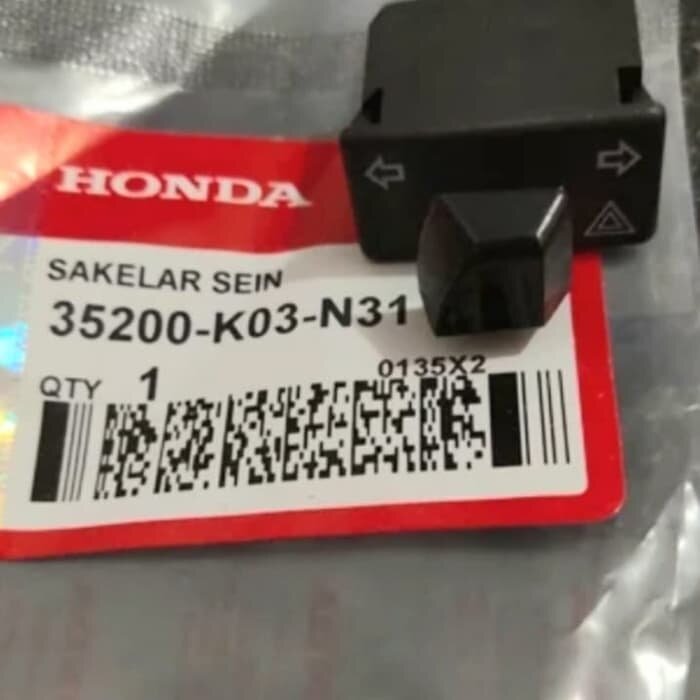 HONDA
SAKELAR SEIN
35200-K03-N31
0135X2
QTY 1